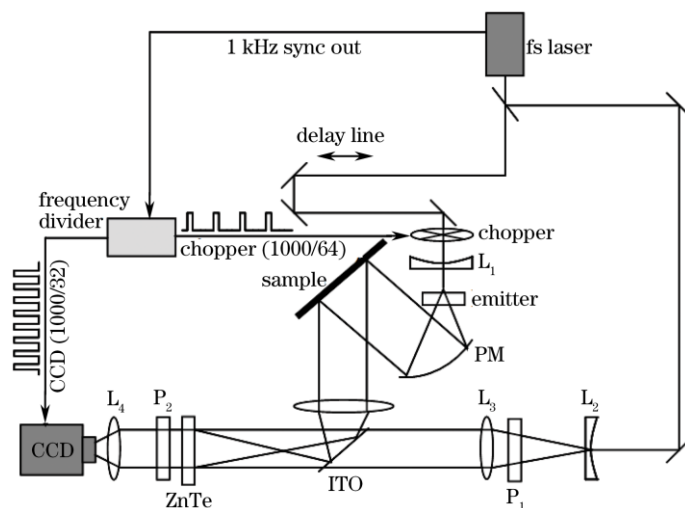 1 kHz sync out
fs laser
delay line
frequency
divider
chopper (1000/64)
chopper
L₁
sample
emitter
CCD (1000/32)
PM
L₄
P₂
L₃
L₂
CCD
ITO
P₁
ZnTe